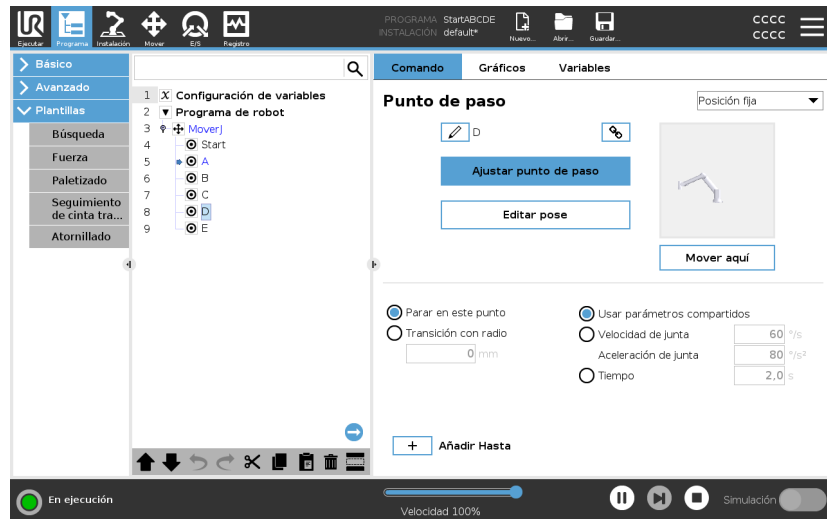 UR
PROGRAMA StartABCDE
INSTALACIÓN default*
Ejecutar Programa Instalación Mover E/S Registro
Nuevo... Abrir... Guardar...
cccc
cccc
Básico
Avanzado
Plantillas
Búsqueda
Fuerza
Paletizado
Seguimiento
de cinta tra...
Atornillado
1 X Configuración de variables
2 Programa de robot
3 MoverJ
4 Start
5 A
6 B
7 C
8 D
9 E
Comando Gráficos Variables
Punto de paso
Posición fija
D
Ajustar punto de paso
Editar pose
Mover aquí
Parar en este punto
Transición con radio
0 mm
Usar parámetros compartidos
Velocidad de junta 60 °/s
Aceleración de junta 80 °/s²
Tiempo 2,0 s
+ Añadir Hasta
En ejecución
Velocidad 100%
Simulación